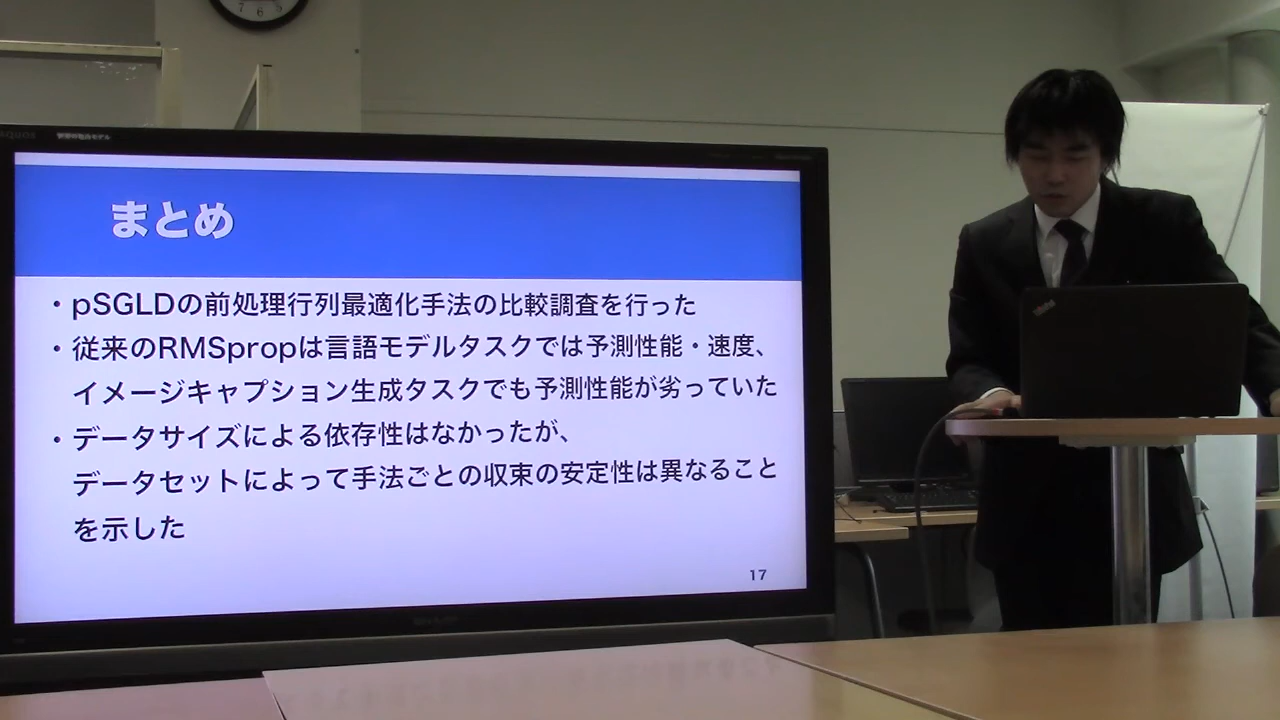 AQUOS
まとめ
・pSGLDの前処理行列最適化手法の比較調査を行った
・従来のRMSpropは言語モデルタスクでは予測性能・速度、
イメージキャプション生成タスクでも予測性能が劣っていた
・データサイズによる依存性はなかったが、
データセットによって手法ごとの収束の安定性は異なること
を示した
17
ThinkPad
7 6 5